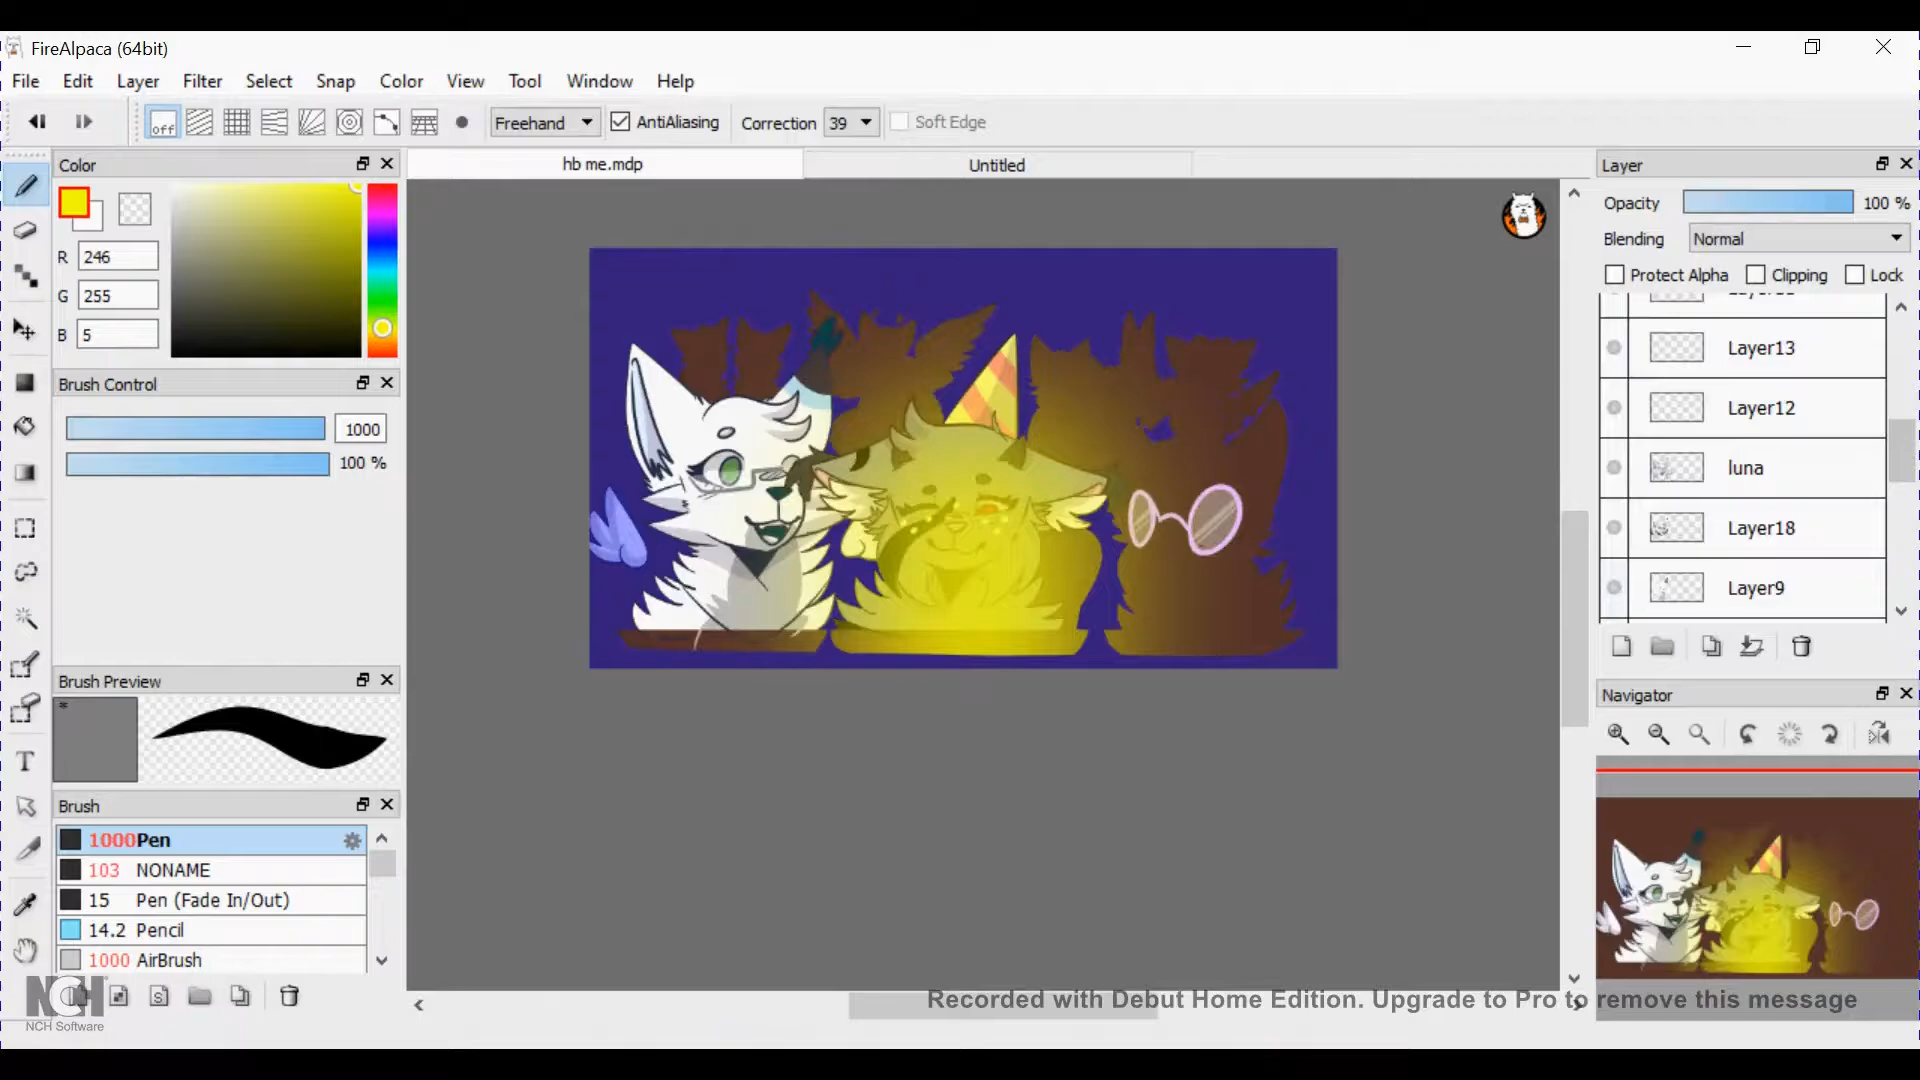 FireAlpaca (64bit)
File Edit Layer Filter Select Snap Color View Tool Window Help
off Freehand AntiAliasing Correction 39 Soft Edge
Color
hb me.mdp
Untitled
Layer
R 246
G 255
B 5
Opacity 100 %
Blending Normal
Protect Alpha Clipping Lock
Layer13
Layer12
luna
Layer18
Layer9
Brush Control
1000
100 %
Brush Preview
*
Navigator
Brush
1000 Pen
103 NONAME
15 Pen (Fade In/Out)
14.2 Pencil
1000 AirBrush
S
NCH
NCH Software
Recorded with Debut Home Edition. Upgrade to Pro to remove this message